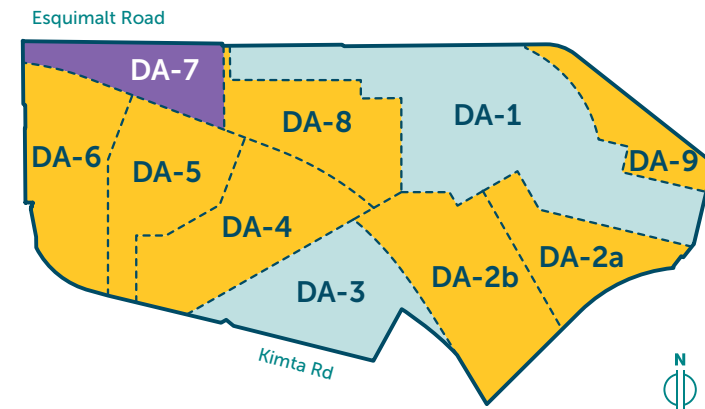 Esquimalt Road
DA-7
DA-8
DA-1
DA-6
DA-5
DA-9
DA-4
DA-2a
DA-3
DA-2b
Kimta Rd
N